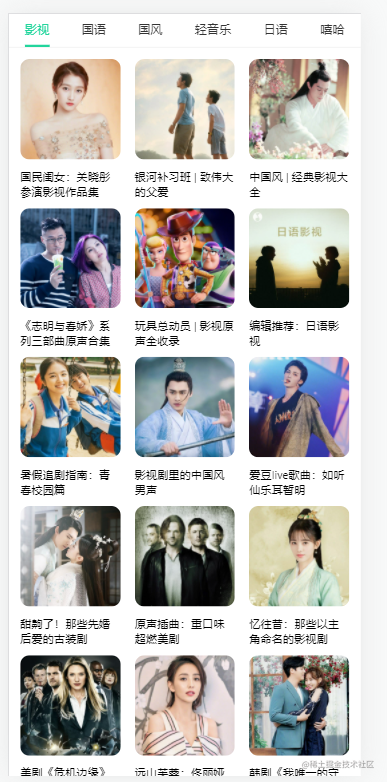 影视 国语 国风 轻音乐 日语 嘻哈
日语影视
国民闺女：关晓彤 银河补习班 | 致伟大 中国风 | 经典影视大
参演影视作品集 的父爱 全
《志明与春娇》系 玩具总动员 | 影视原 编辑推荐：日语影
列三部曲原声合集 声全收录 视
暑假追剧指南：青 影视剧里的中国风 爱豆live歌曲：如听
春校园篇 男声 仙乐耳暂明
甜齁了！那些先婚 原声插曲：重口味 忆往昔：那些以主
后爱的古装剧 超燃美剧 角命名的影视剧
美剧《危机边缘》 远山芙蓉：佟丽娅 韩剧《我唯一的守
@稀土掘金技术社区